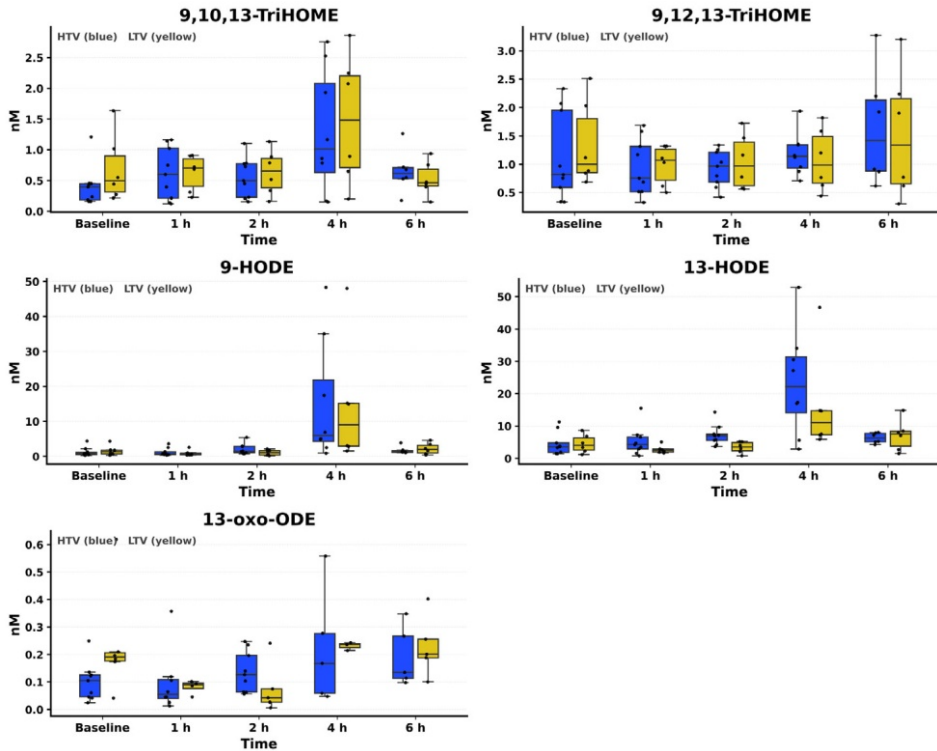 9,10,13-TriHOME
HTV (blue) LTV (yellow)
nM
2.5
2.0
1.5
1.0
0.5
0.0
Baseline 1 h 2 h 4 h 6 h
Time
9,12,13-TriHOME
HTV (blue) LTV (yellow)
nM
3.0
2.5
2.0
1.5
1.0
0.5
Baseline 1 h 2 h 4 h 6 h
Time
9-HODE
HTV (blue) LTV (yellow)
nM
50
40
30
20
10
0
Baseline 1 h 2 h 4 h 6 h
Time
13-HODE
HTV (blue) LTV (yellow)
nM
50
40
30
20
10
0
Baseline 1 h 2 h 4 h 6 h
Time
13-oxo-ODE
HTV (blue) LTV (yellow)
nM
0.6
0.5
0.4
0.3
0.2
0.1
0.0
Baseline 1 h 2 h 4 h 6 h
Time